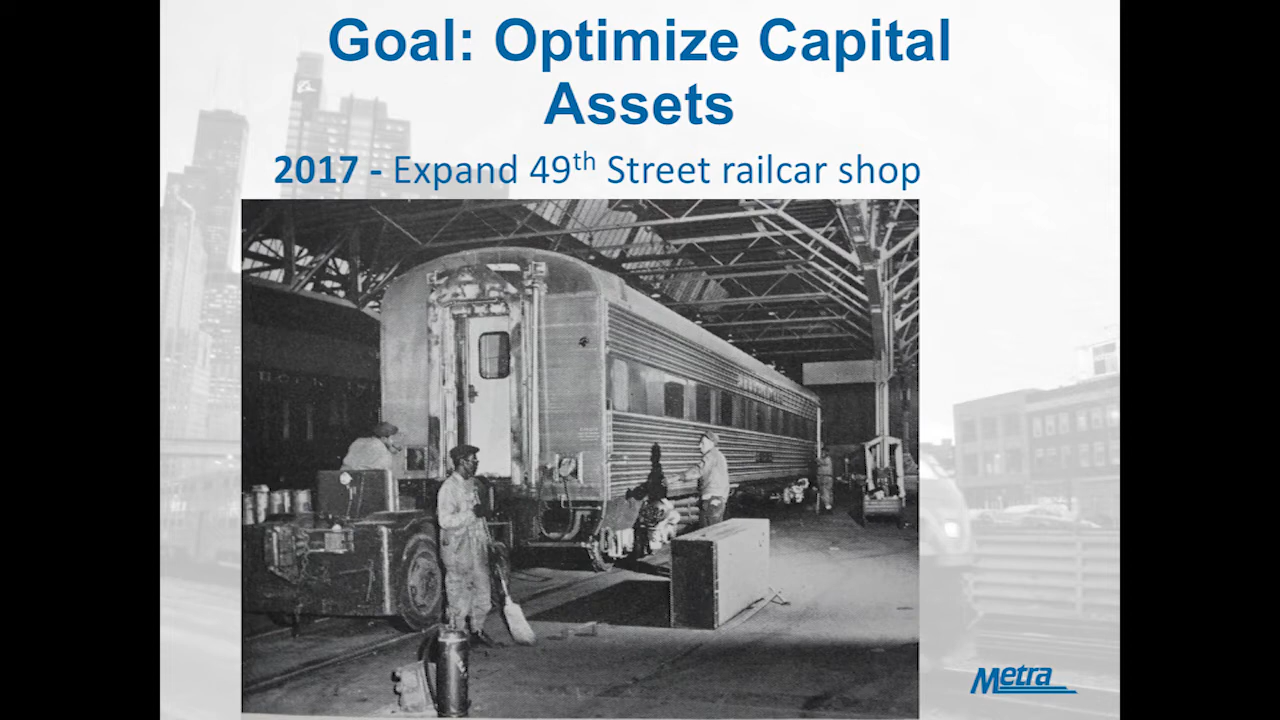 Goal: Optimize Capital
Assets
2017 - Expand 49th Street railcar shop
Metra